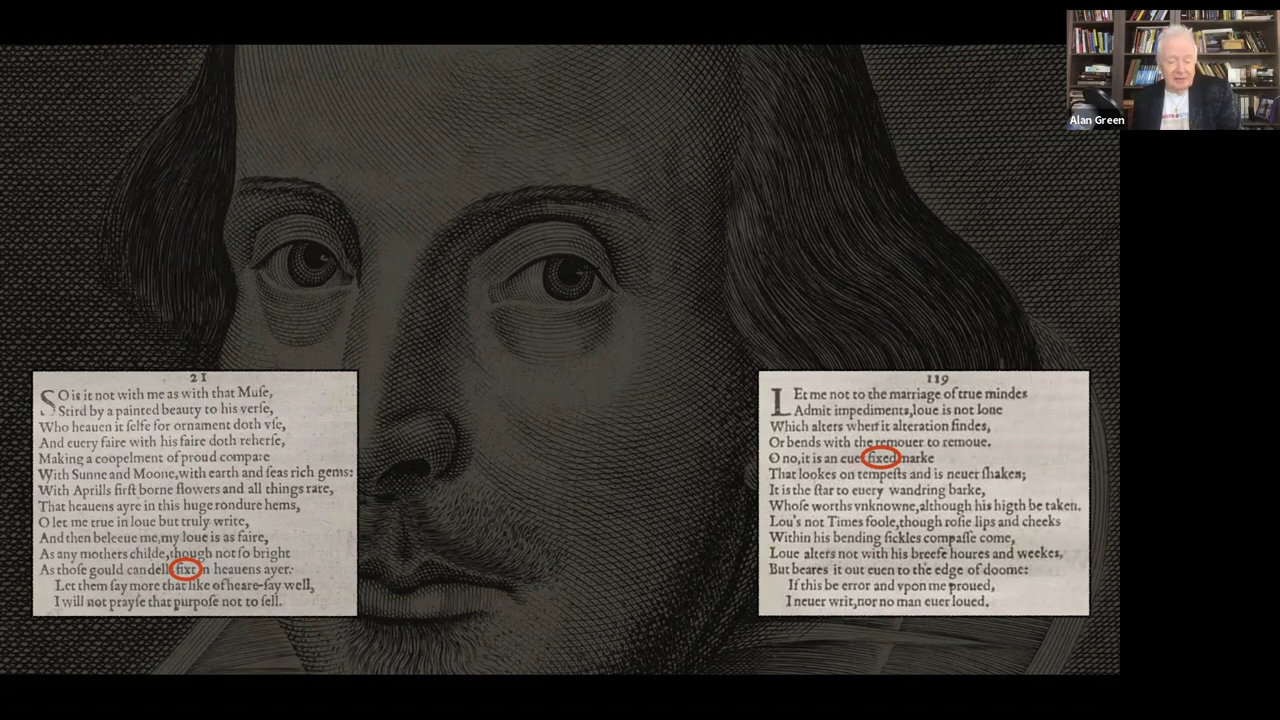 Alan Green
21
SO is it not with me as with that Muſe,
Stird by a painted beauty to his verſe,
Who heauen it ſelfe for ornament doth vſe,
And euery faire with his faire doth reherſe,
Making a coopelment of proud compare
With Sunne and Moone,with earth and ſeas rich gems:
With Aprills firſt borne flowers and all things rare,
That heauens ayre in this huge rondure hems,
O let me true in loue but truly write,
And then beleeue me,my loue is as faire,
As any mothers childe,though not ſo bright
As thoſe gould candells fixt in heauens ayer:
Let them ſay more that like of heare-ſay well,
I will not prayſe that purpoſe not to ſell.
119
LEt me not to the marriage of true mindes
Admit impediments,loue is not loue
Which alters when it alteration findes,
Or bends with the remouer to remoue.
O no,it is an euer fixed marke
That lookes on tempeſts and is neuer ſhaken;
It is the ſtar to euery wandring barke,
Whoſe worths vnknowne,although his higth be taken.
Lou's not Times foole,though roſie lips and cheeks
Within his bending ſickles compaſſe come,
Loue alters not with his breefe houres and weekes,
But beares it out euen to the edge of doome:
If this be error and vpon me proued,
I neuer writ,nor no man euer loued.